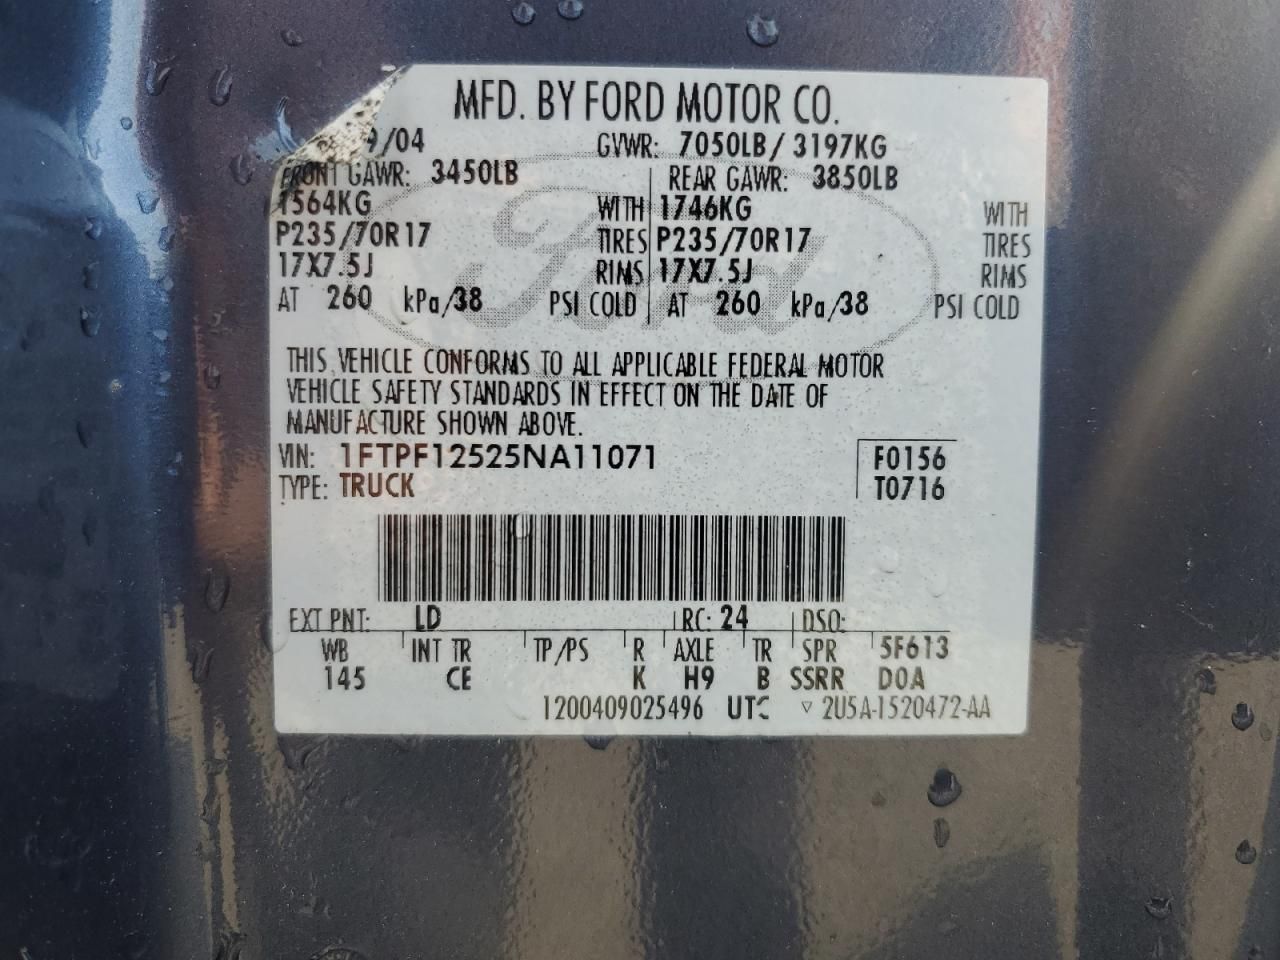 MFD. BY FORD MOTOR CO.
9/04 GVWR: 7050LB/ 3197KG
FRONT GAWR: 3450LB REAR GAWR: 3850LB
1564KG WITH 1746KG WITH
P235/70R17 TIRES P235/70R17 TIRES
17X7.5J RIMS 17X7.5J RIMS
AT 260 kPa/38 PSI COLD AT 260 kPa/38 PSI COLD
Ford
THIS VEHICLE CONFORMS TO ALL APPLICABLE FEDERAL MOTOR
VEHICLE SAFETY STANDARDS IN EFFECT ON THE DATE OF
MANUFACTURE SHOWN ABOVE.
VIN: 1FTPF12525NA11071 F0156
TYPE: TRUCK T0716
EXT PNT: LD RC: 24 DSO:
WB INT TR TP/PS R AXLE TR SPR 5F613
145 CE K H9 B SSRR DOA
1200409025496 UTC ▽ 2U5A-1520472-AA